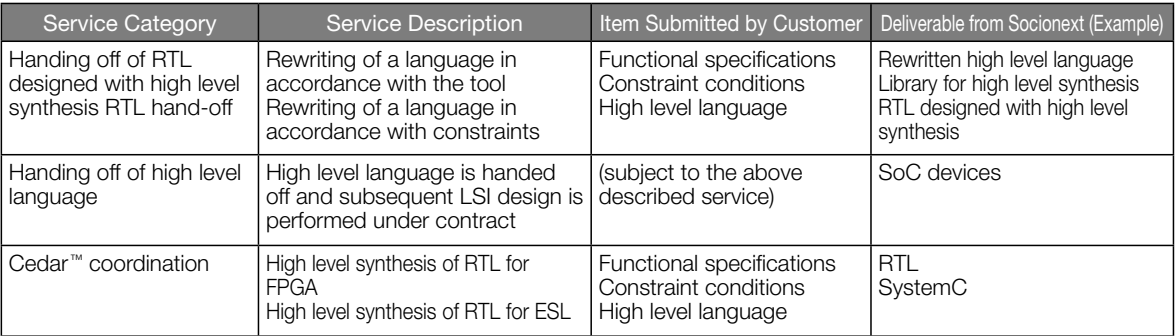 Service Category
Service Description
Item Submitted by Customer
Deliverable from Socionext (Example)
Handing off of RTL
designed with high level
synthesis RTL hand-off
Rewriting of a language in
accordance with the tool
Rewriting of a language in
accordance with constraints
Functional specifications
Constraint conditions
High level language
Rewritten high level language
Library for high level synthesis
RTL designed with high level
synthesis
Handing off of high level
language
High level language is handed
off and subsequent LSI design is
performed under contract
(subject to the above
described service)
SoC devices
Cedar™ coordination
High level synthesis of RTL for
FPGA
High level synthesis of RTL for ESL
Functional specifications
Constraint conditions
High level language
RTL
SystemC